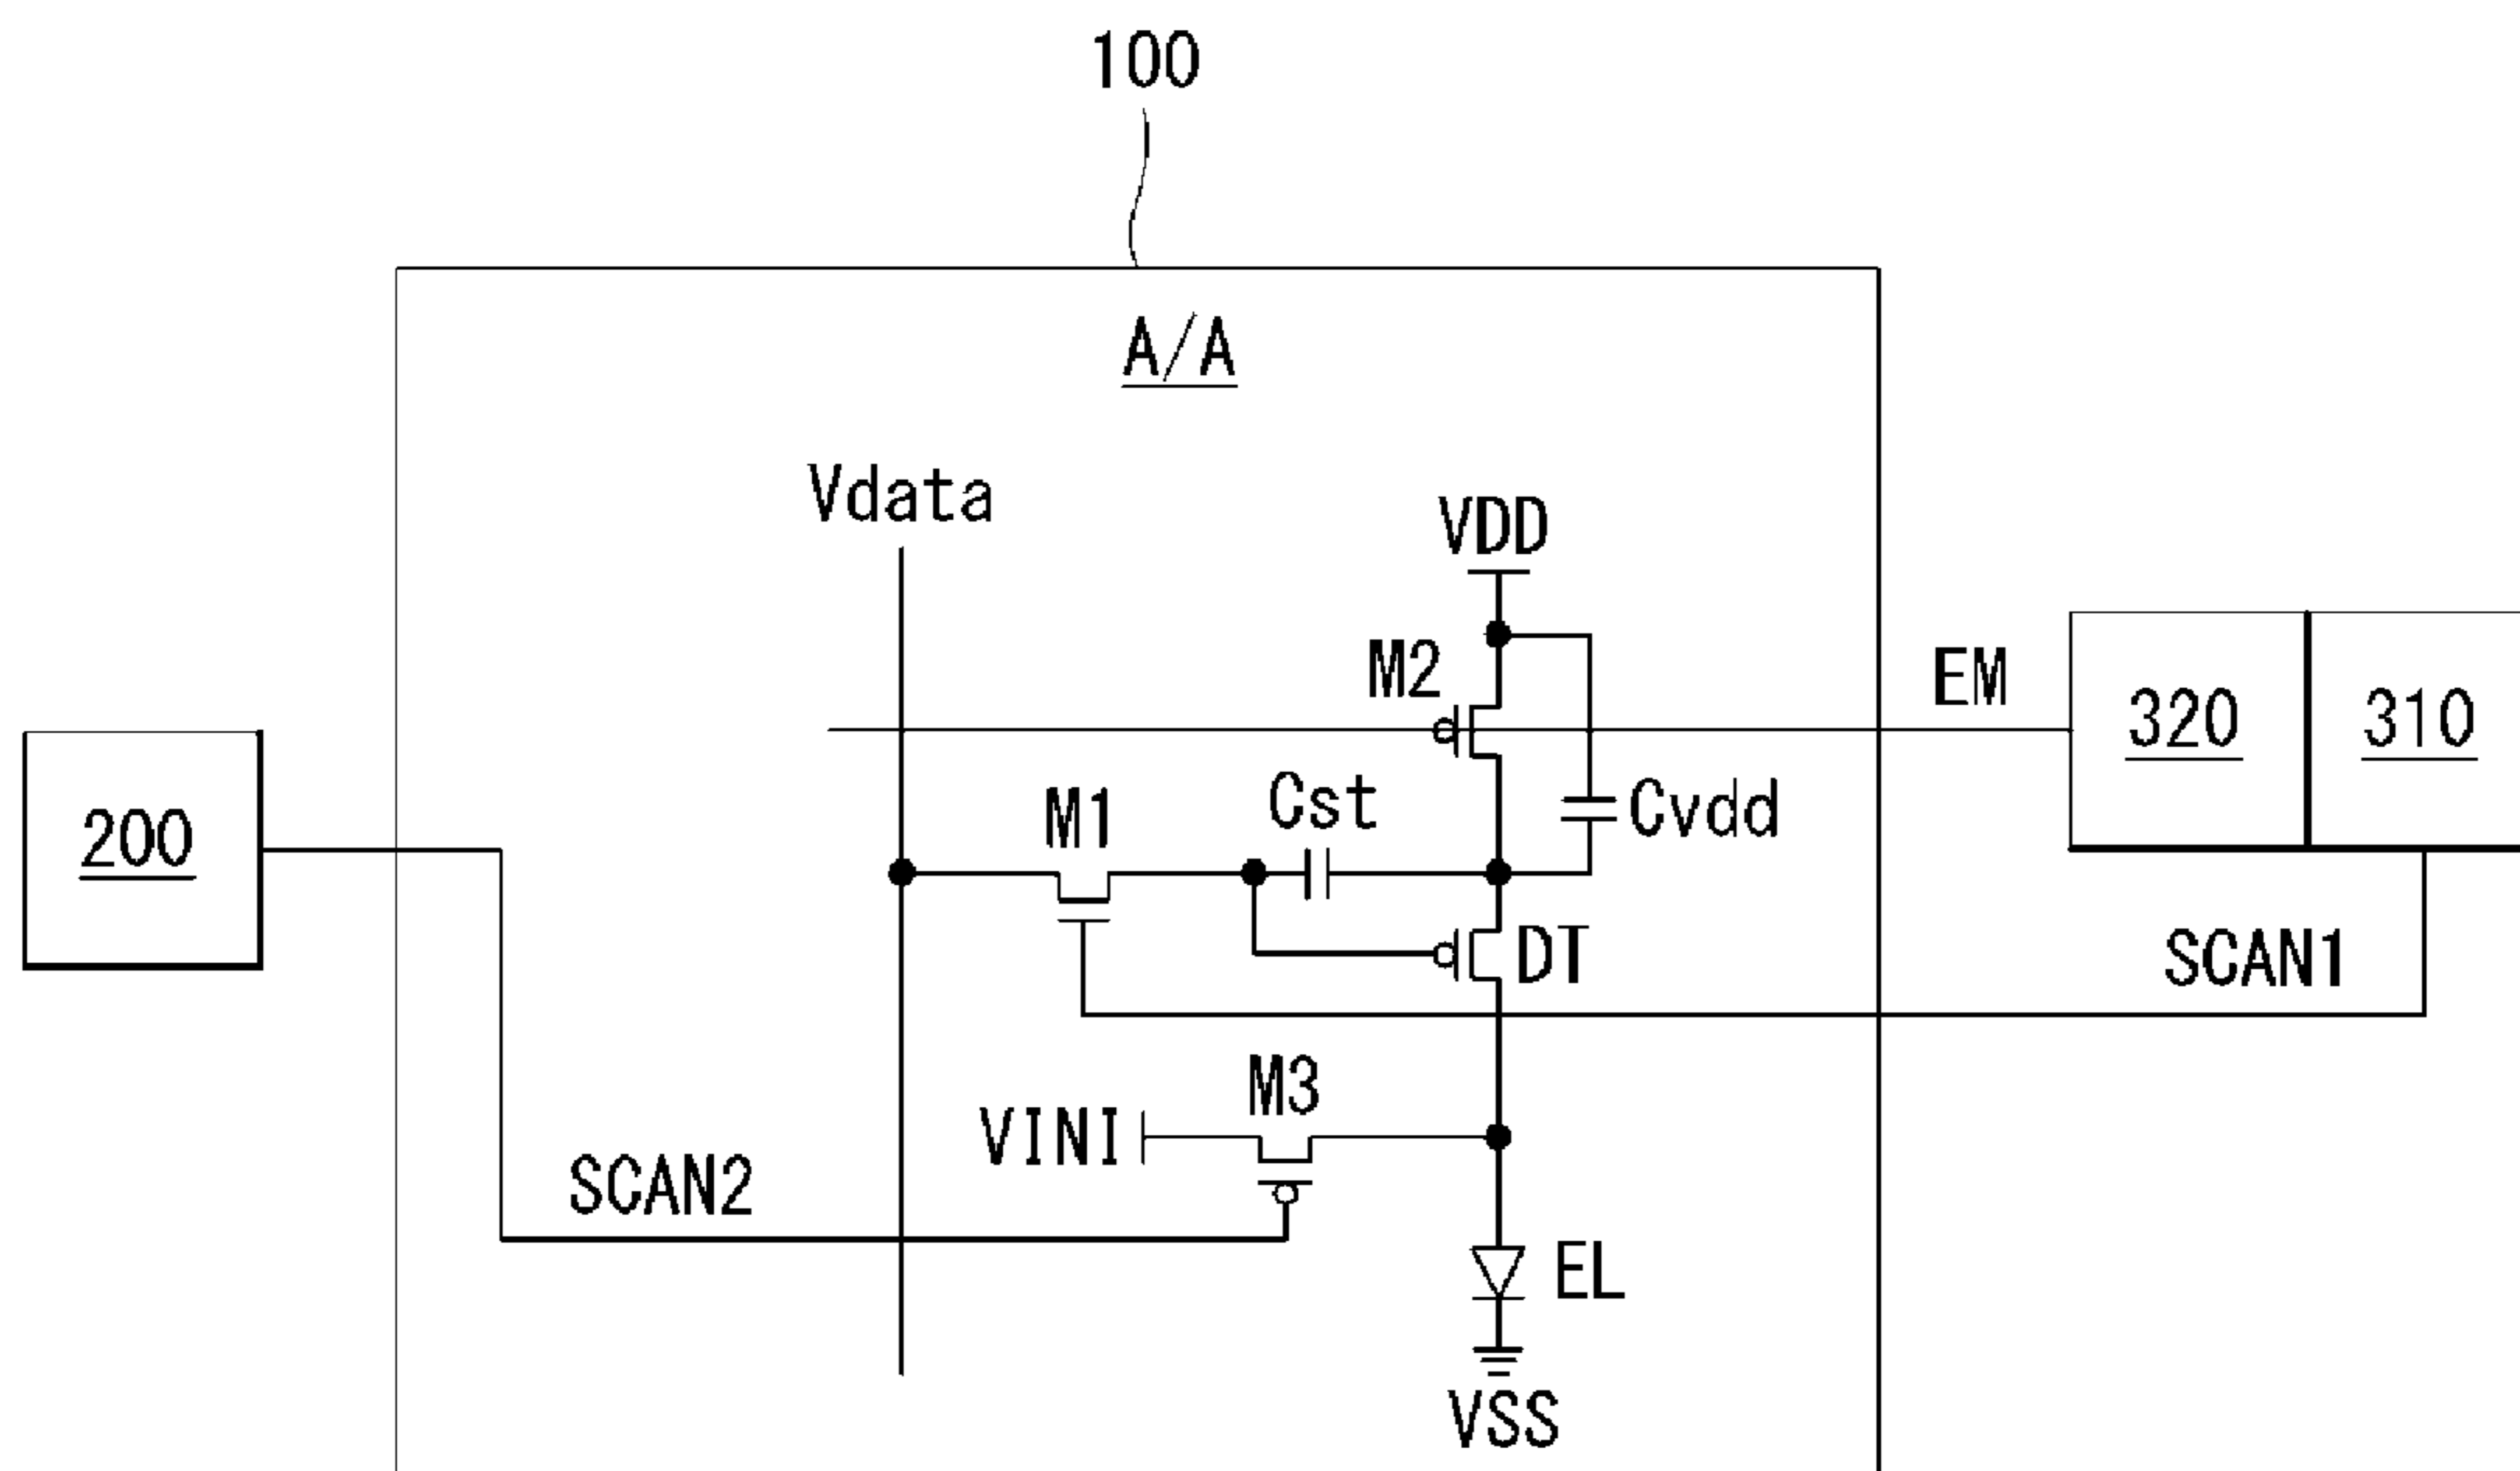 100
A/A
Vdata
VDD
M2
EM
320
310
M1
Cst
Cvdd
200
DT
SCAN1
M3
VINI
SCAN2
EL
VSS